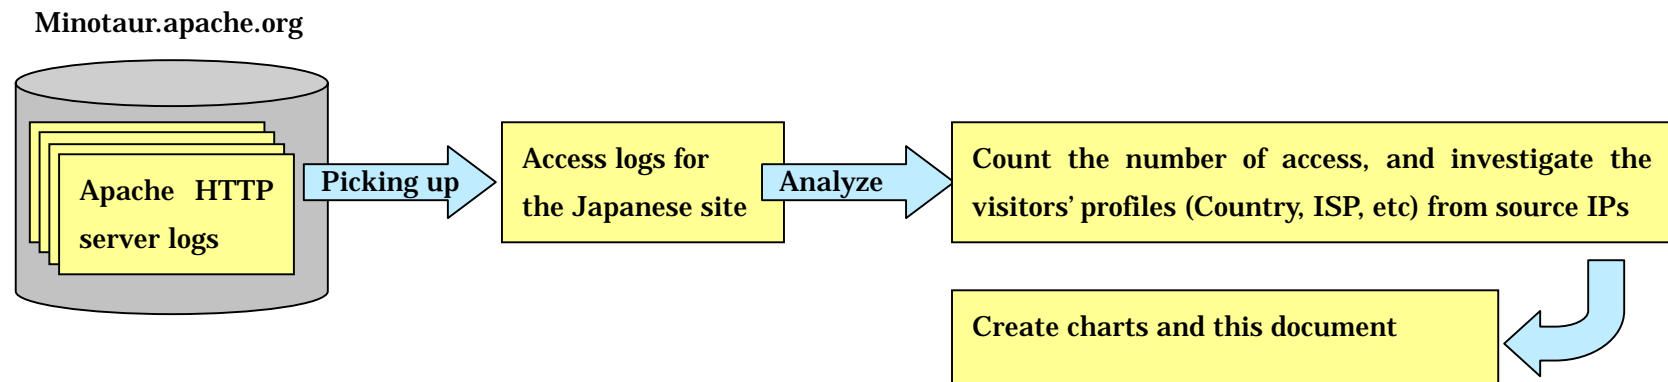 Minotaur.apache.org
Apache HTTP
server logs
Picking up
Access logs for
the Japanese site
Analyze
Count the number of access, and investigate the
visitors' profiles (Country, ISP, etc) from source IPs
Create charts and this document